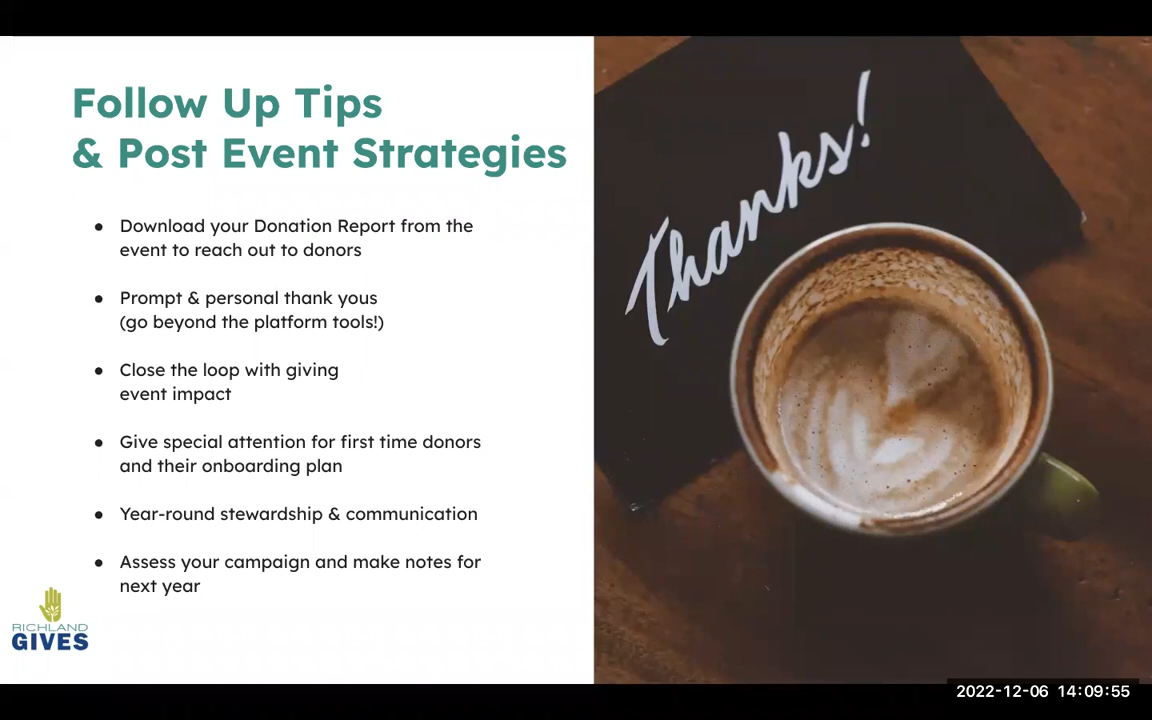 Follow Up Tips
& Post Event Strategies
● Download your Donation Report from the
event to reach out to donors
● Prompt & personal thank yous
(go beyond the platform tools!)
● Close the loop with giving
event impact
● Give special attention for first time donors
and their onboarding plan
● Year-round stewardship & communication
● Assess your campaign and make notes for
next year
RICHLAND
GIVES
Thanks!
2022-12-06 14:09:55